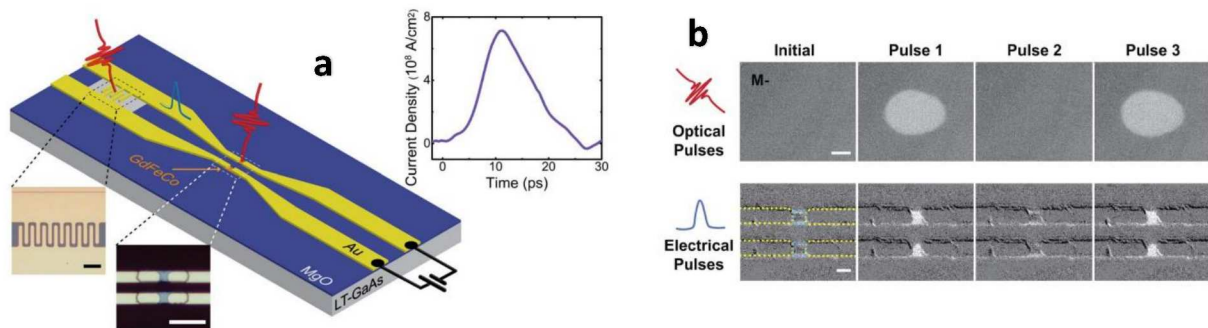 a
GdFeCo
Au
MgO
LT-GaAs
Current Density (10⁸ A/cm²)
8
4
0
0
10
20
30
Time (ps)
b
Initial
Pulse 1
Pulse 2
Pulse 3
M-
Optical
Pulses
Electrical
Pulses